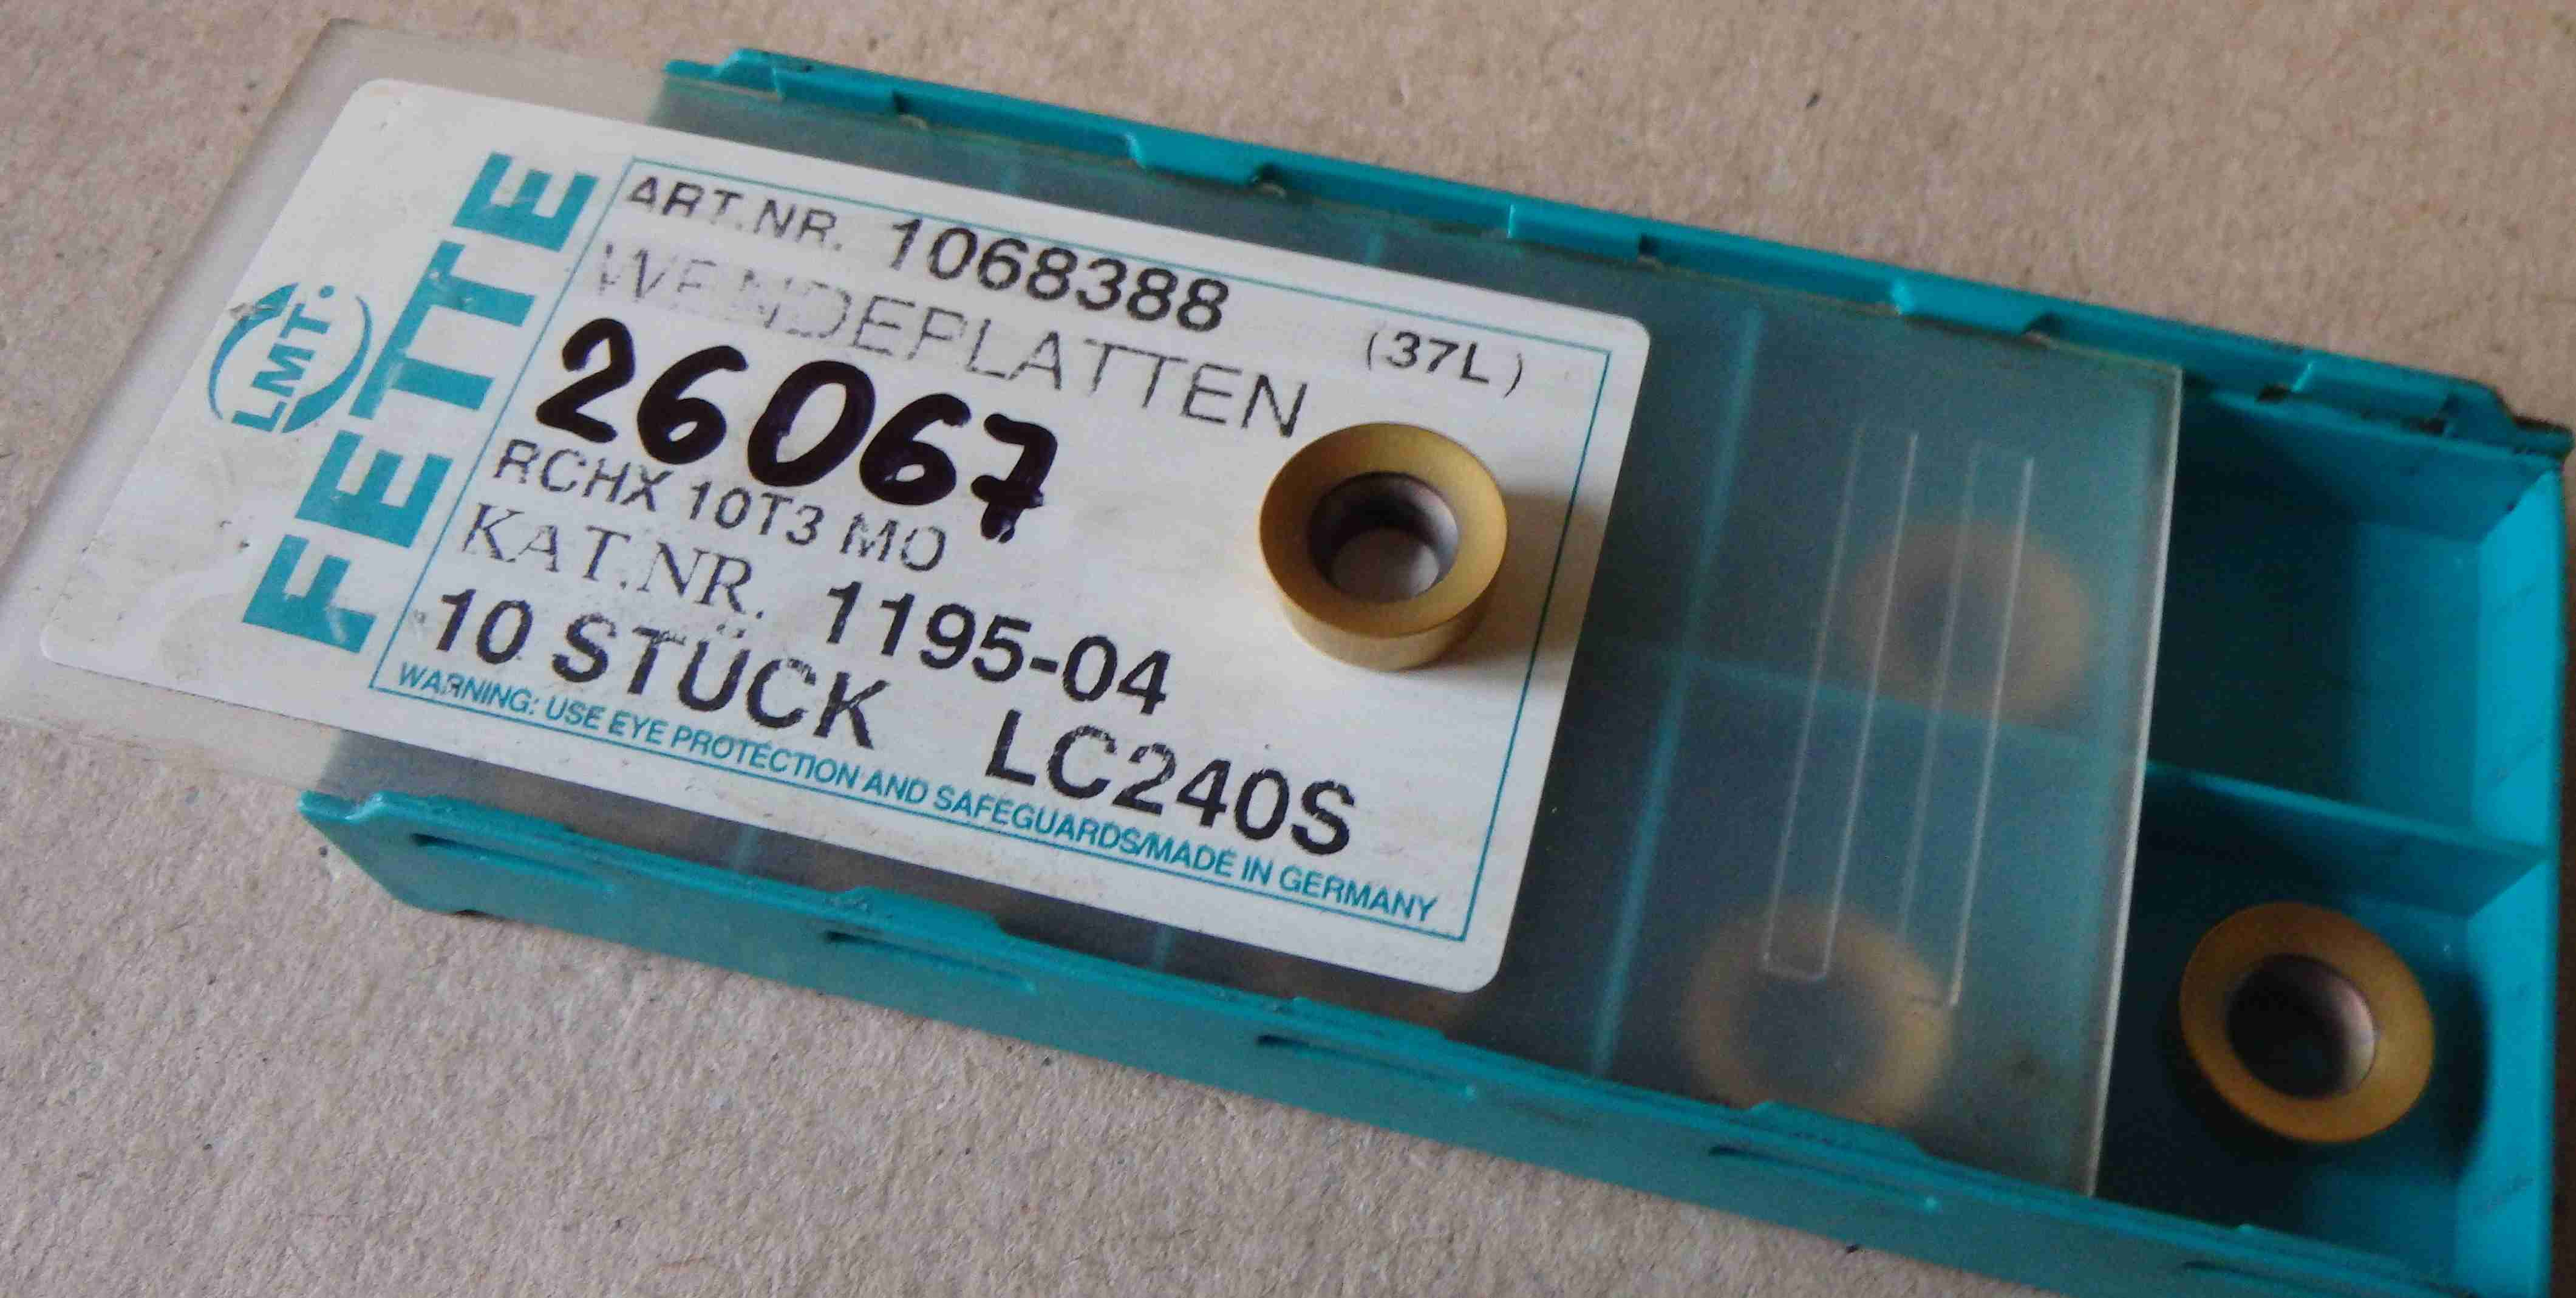 LMT.
FETTE
ART.NR. 1068388
WENDEPLATTEN (37L)
26067
RCHX 10T3 MO
KAT.NR. 1195-04
10 STÜCK LC240S
WARNING: USE EYE PROTECTION AND SAFEGUARDS/MADE IN GERMANY